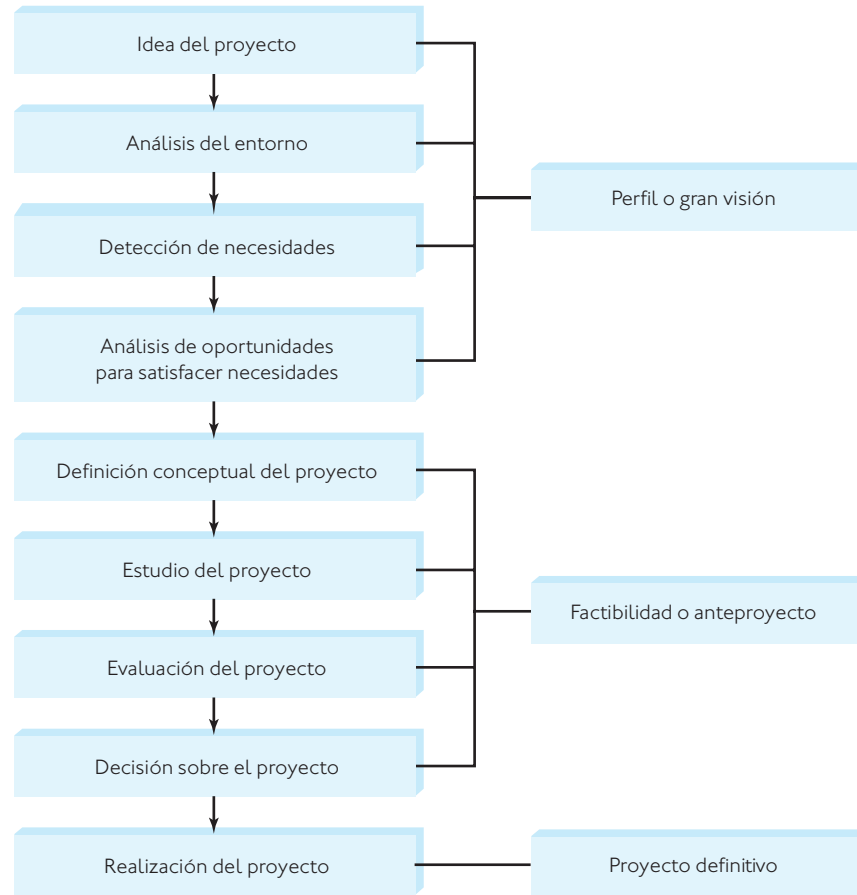 Idea del proyecto
Análisis del entorno
Detección de necesidades
Análisis de oportunidades
para satisfacer necesidades
Perfil o gran visión
Definición conceptual del proyecto
Estudio del proyecto
Evaluación del proyecto
Decisión sobre el proyecto
Factibilidad o anteproyecto
Realización del proyecto
Proyecto definitivo